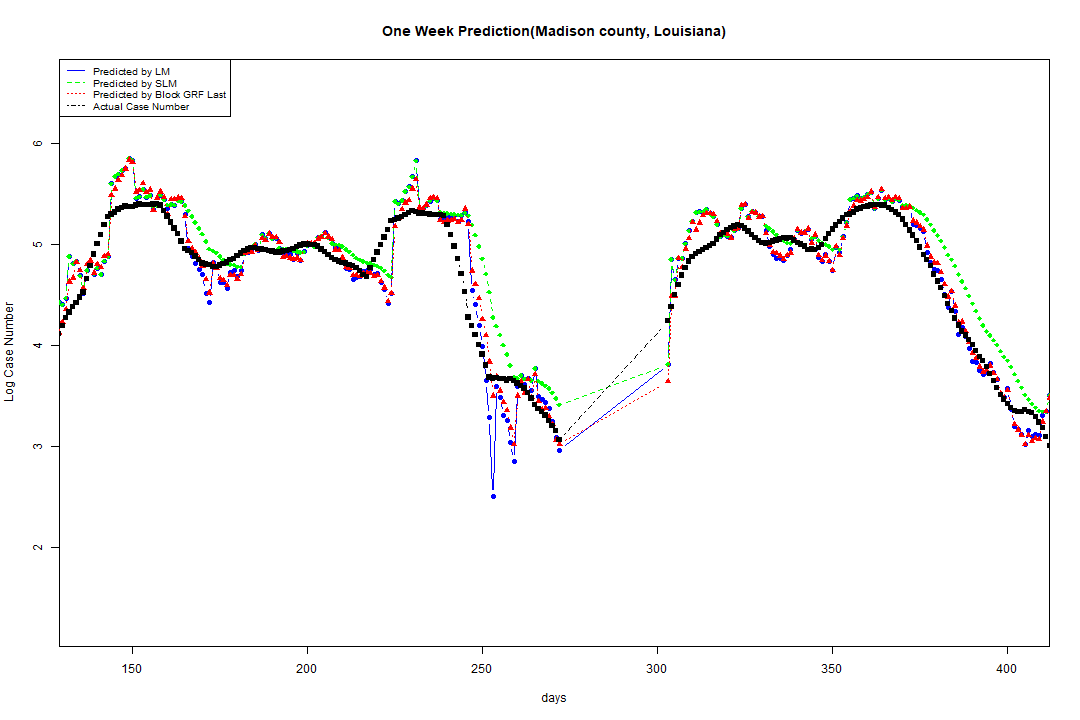 One Week Prediction(Madison county, Louisiana)
Predicted by LM
Predicted by SLM
Predicted by Block GRF Last
Actual Case Number
6
5
4
3
2
Log Case Number
150 200 250 300 350 400
days